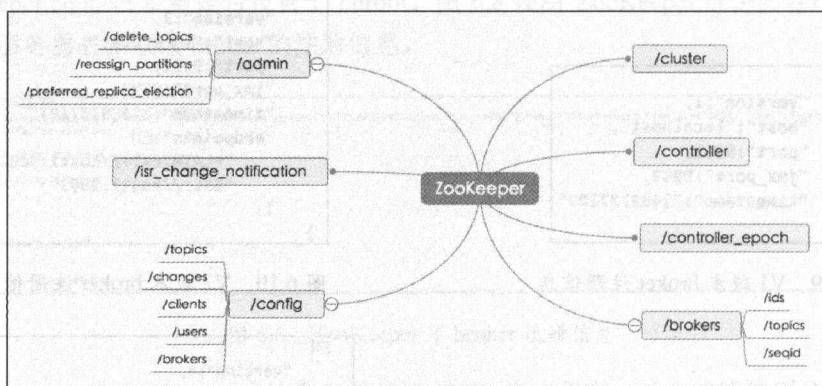 /delete_topics
/reassign_partitions
/preferred_replica_election
/admin
/isr_change_notification
/topics
/changes
/clients
/users
/brokers
/config
ZooKeeper
/cluster
/controller
/controller_epoch
/brokers
/ids
/topics
/seqid